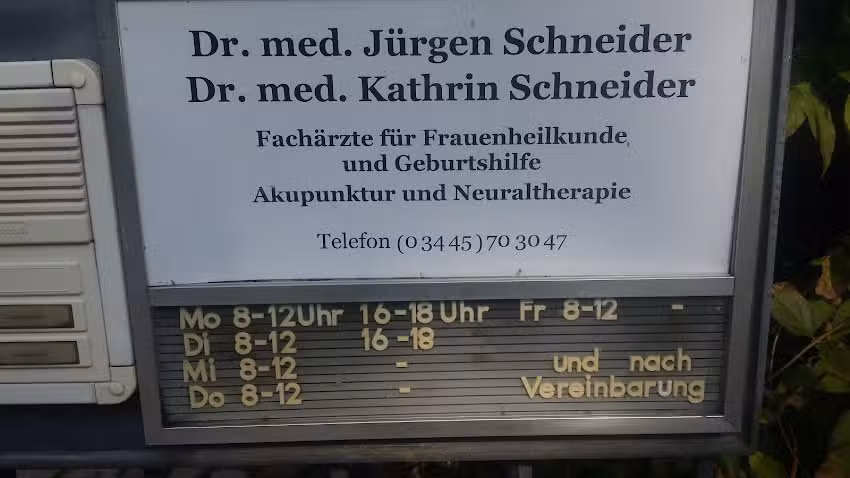 Dr. med. Jürgen Schneider
Dr. med. Kathrin Schneider
Fachärzte für Frauenheilkunde
und Geburtshilfe
Akupunktur und Neuraltherapie
Telefon (0 34 45) 70 30 47
Mo 8-12 Uhr 16-18 Uhr Fr 8-12 -
Di 8-12 16-18
Mi 8-12 - und nach
Do 8-12 - Vereinbarung